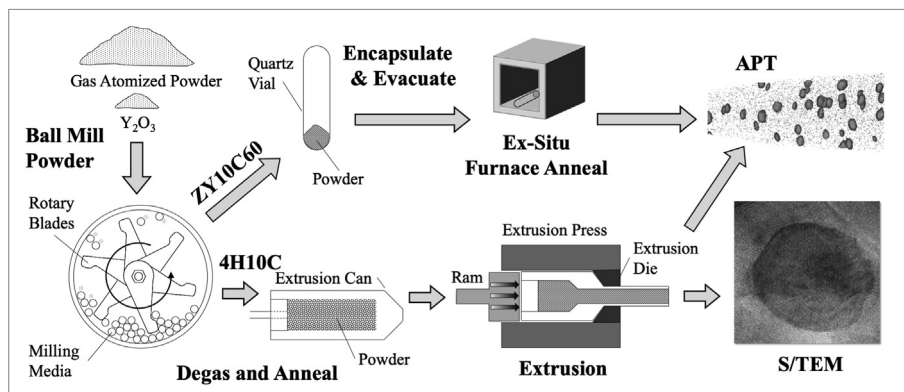 Gas Atomized Powder
Y₂O₃
Ball Mill
Powder
Rotary
Blades
Milling
Media
ZY10C60
4H10C
Quartz
Vial
Powder
Encapsulate
& Evacuate
Ex-Situ
Furnace Anneal
APT
Extrusion Can
Powder
Degas and Anneal
Extrusion Press
Ram
Extrusion
Die
Extrusion
S/TEM